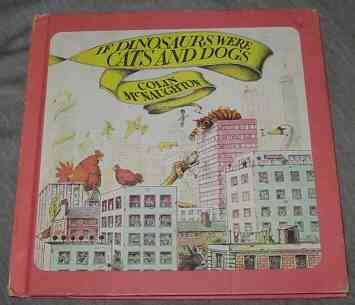 IF DINOSAURS WERE
CATS AND DOGS
COLIN
McNAUGHTON